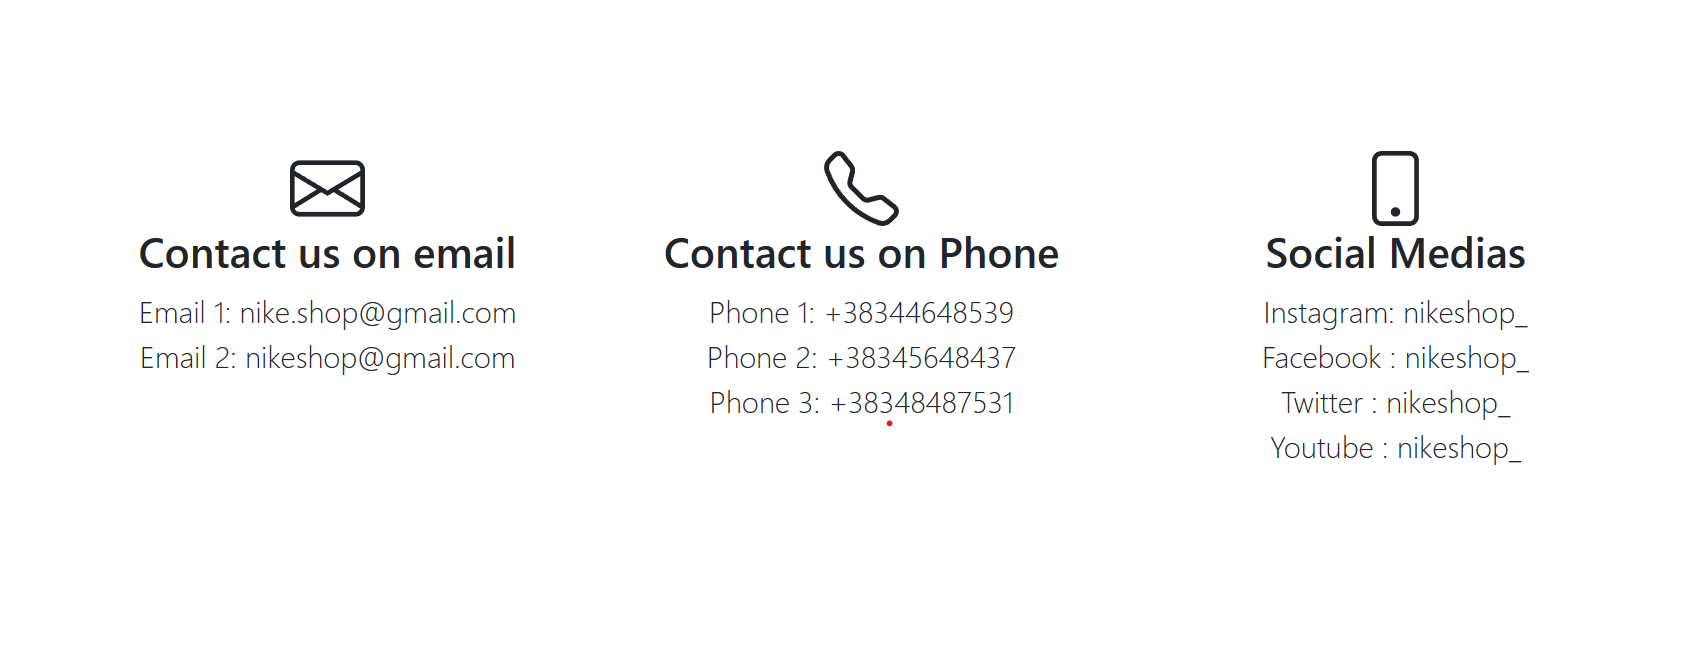 Contact us on email
Email 1: nike.shop@gmail.com
Email 2: nikeshop@gmail.com
Contact us on Phone
Phone 1: +38344648539
Phone 2: +38345648437
Phone 3: +38348487531
Social Medias
Instagram: nikeshop_
Facebook : nikeshop_
Twitter : nikeshop_
Youtube : nikeshop_